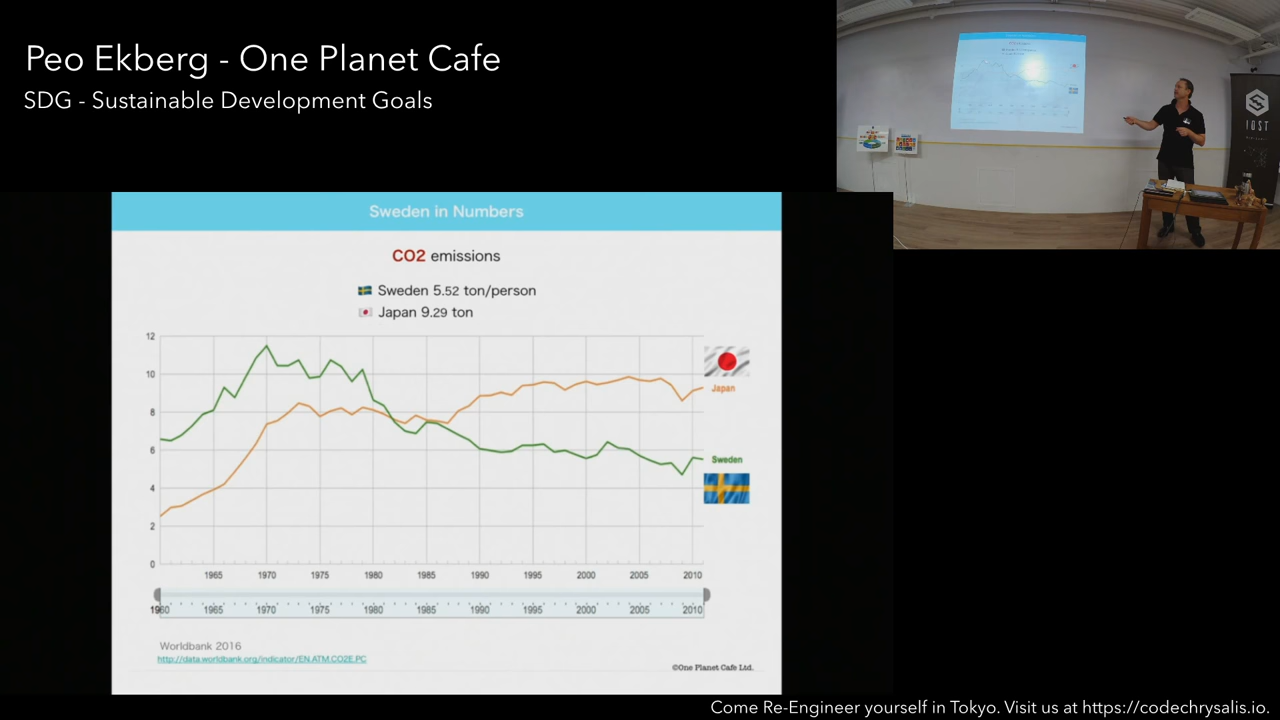 Peo Ekberg - One Planet Cafe
SDG - Sustainable Development Goals
IQST
Sweden in Numbers
CO2 emissions
Sweden 5.52 ton/person
Japan 9.29 ton
12
10
8
6
4
2
0
Japan
Sweden
1965 1970 1975 1980 1985 1990 1995 2000 2005 2010
1960 1965 1970 1975 1980 1985 1990 1995 2000 2005 2010
Worldbank 2016
http://data.worldbank.org/indicator/EN.ATM.CO2E.PC
©One Planet Cafe Ltd.
Come Re-Engineer yourself in Tokyo. Visit us at https://codechrysalis.io.